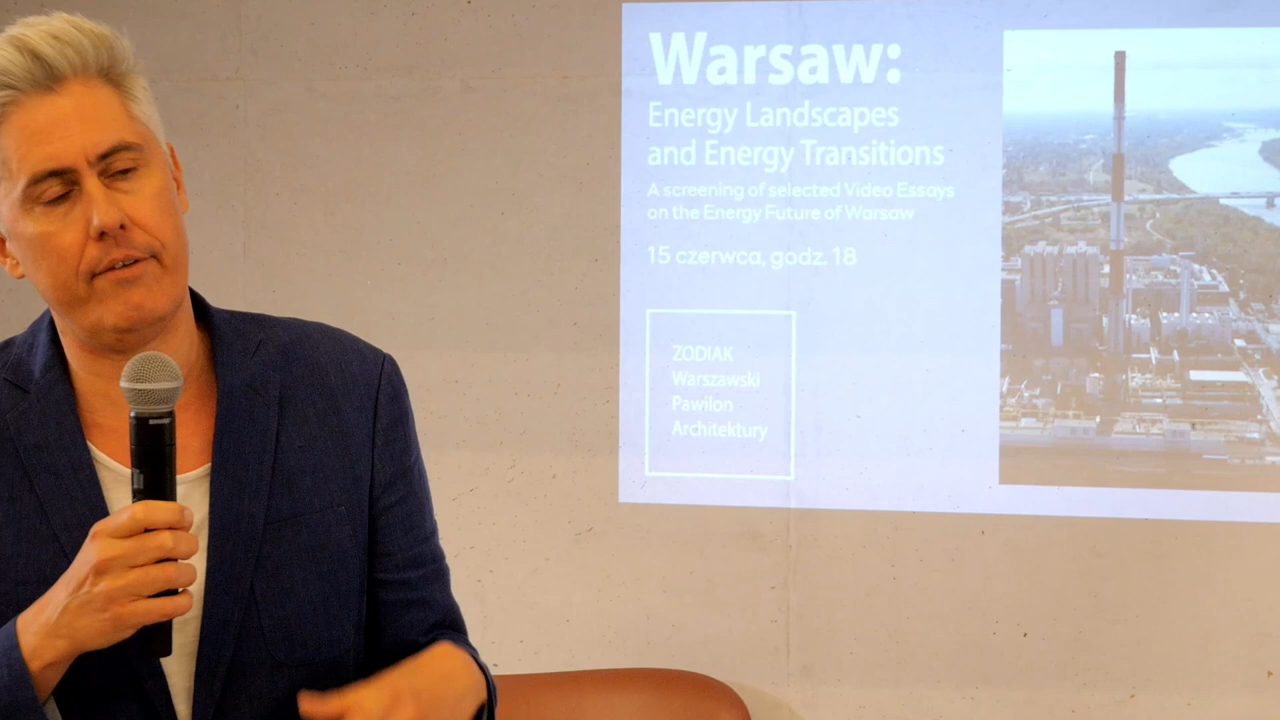 Warsaw:
Energy Landscapes
and Energy Transitions
A screening of selected Video Essays
on the Energy Future of Warsaw
15 czerwca, godz. 18
ZODIAK
Warszawski
Pawilon
Architektury